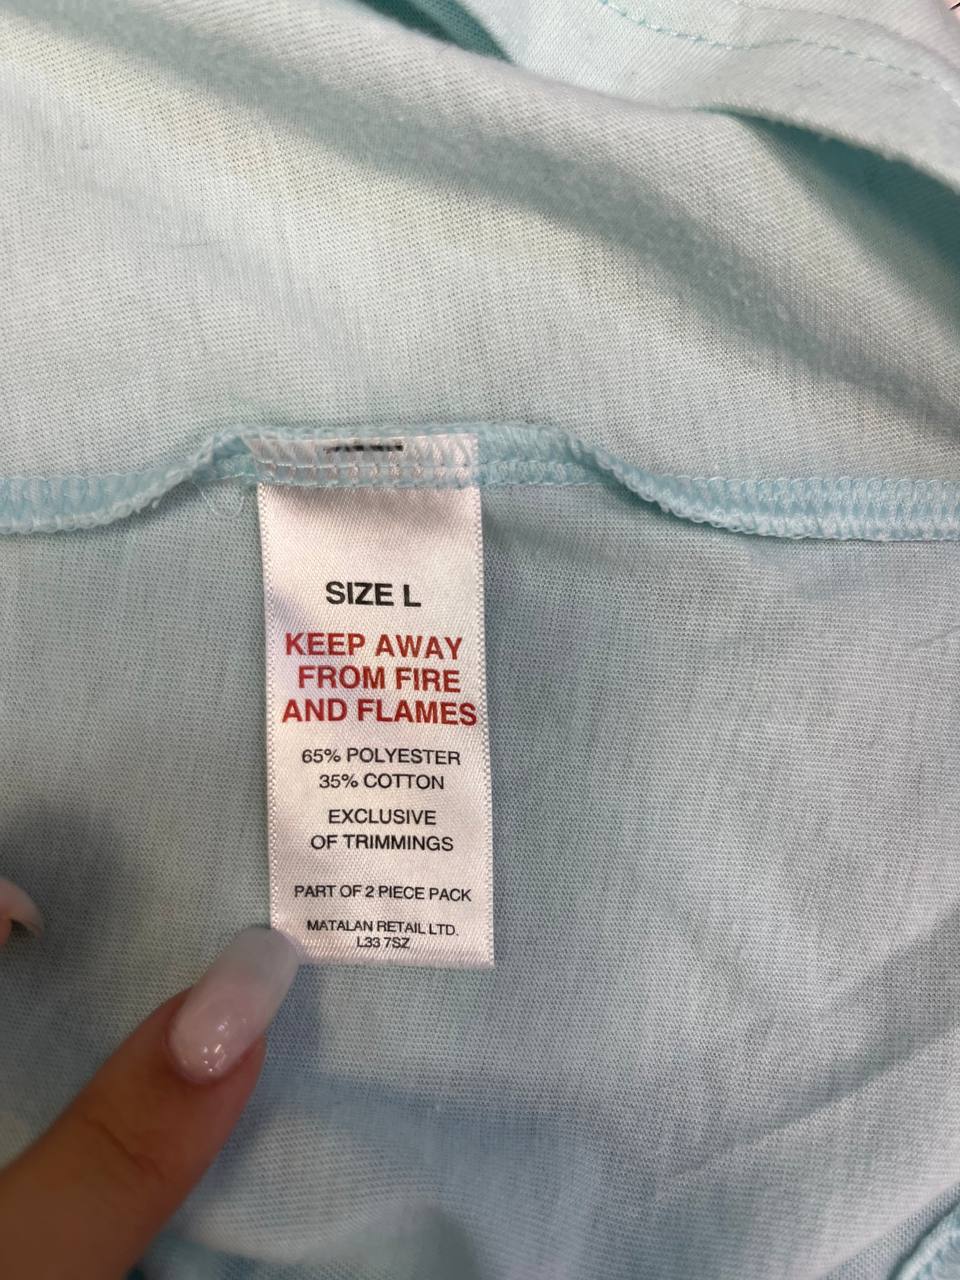 SIZE L
KEEP AWAY
FROM FIRE
AND FLAMES
65% POLYESTER
35% COTTON
EXCLUSIVE
OF TRIMMINGS
PART OF 2 PIECE PACK
MATALAN RETAIL LTD.
L33 7SZ